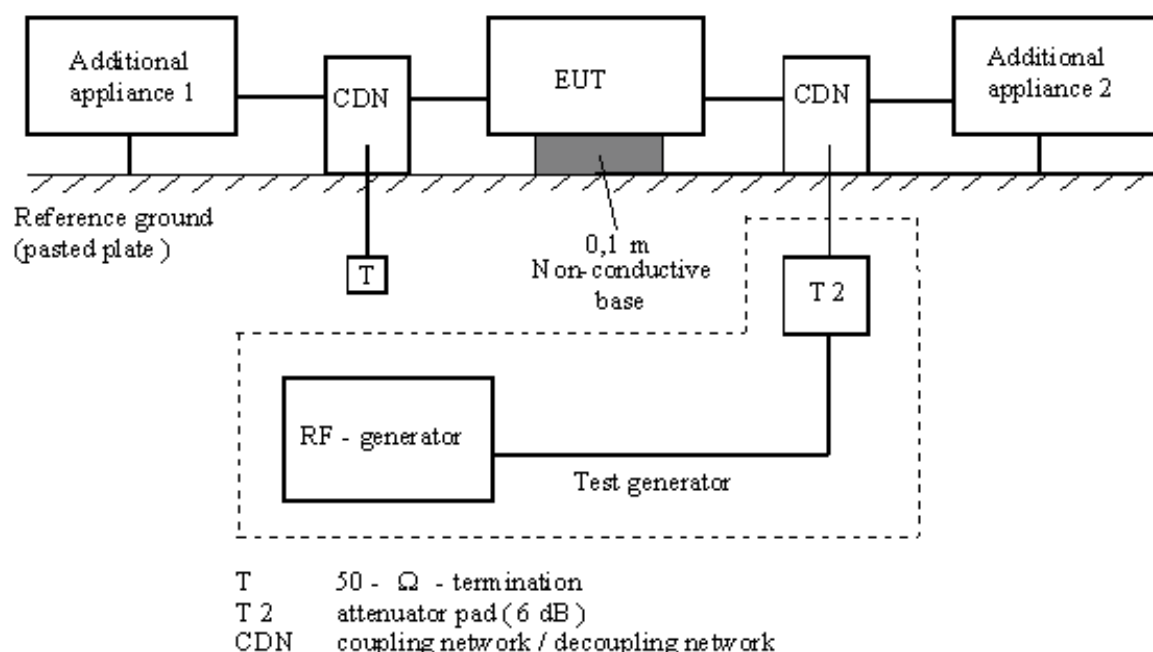 Additional
appliance 1
CDN
EUT
CDN
Additional
appliance 2
Reference ground
(pasted plate )
0,1 m
Non-conductive
base
T
T 2
RF - generator
Test generator
T 50 - Ω - termination
T 2 attenuator pad ( 6 dB )
CDN coupling network / decoupling network